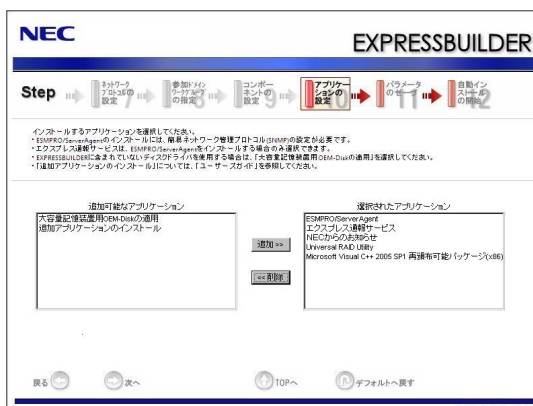 NEC
EXPRESSBUILDER
Step
ネットワーク
プロトコルの
設定 7
参加ドメイン
ワークグループ
の指定 8
コンポー
ネントの
設定 9
アプリケー
ションの
設定 10
パラメータ
のセーブ 11
自動イン
ストール
の開始 12
インストールするアプリケーションを選択してください。
・ESMPRO/ServerAgentのインストールには、簡易ネットワーク管理プロトコル(SNMP)の設定が必要です。
・エクスプレス通報サービスは、ESMPRO/ServerAgentをインストールする場合のみ選択できます。
・EXPRESSBUILDERに含まれていないディスクドライバを使用する場合は、「大容量記憶装置用OEM-Diskの適用」を選択してください。
・「追加アプリケーションのインストール」については、「ユーザーズガイド」を参照してください。
追加可能なアプリケーション
大容量記憶装置用OEM-Diskの適用
追加アプリケーションのインストール
追加 >>
<< 削除
選択されたアプリケーション
ESMPRO/ServerAgent
エクスプレス通報サービス
NECからのお知らせ
Universal RAID Utility
Microsoft Visual C++ 2005 SP1 再頒布可能パッケージ(x86)
戻る
次へ
TOPへ
デフォルトへ戻す